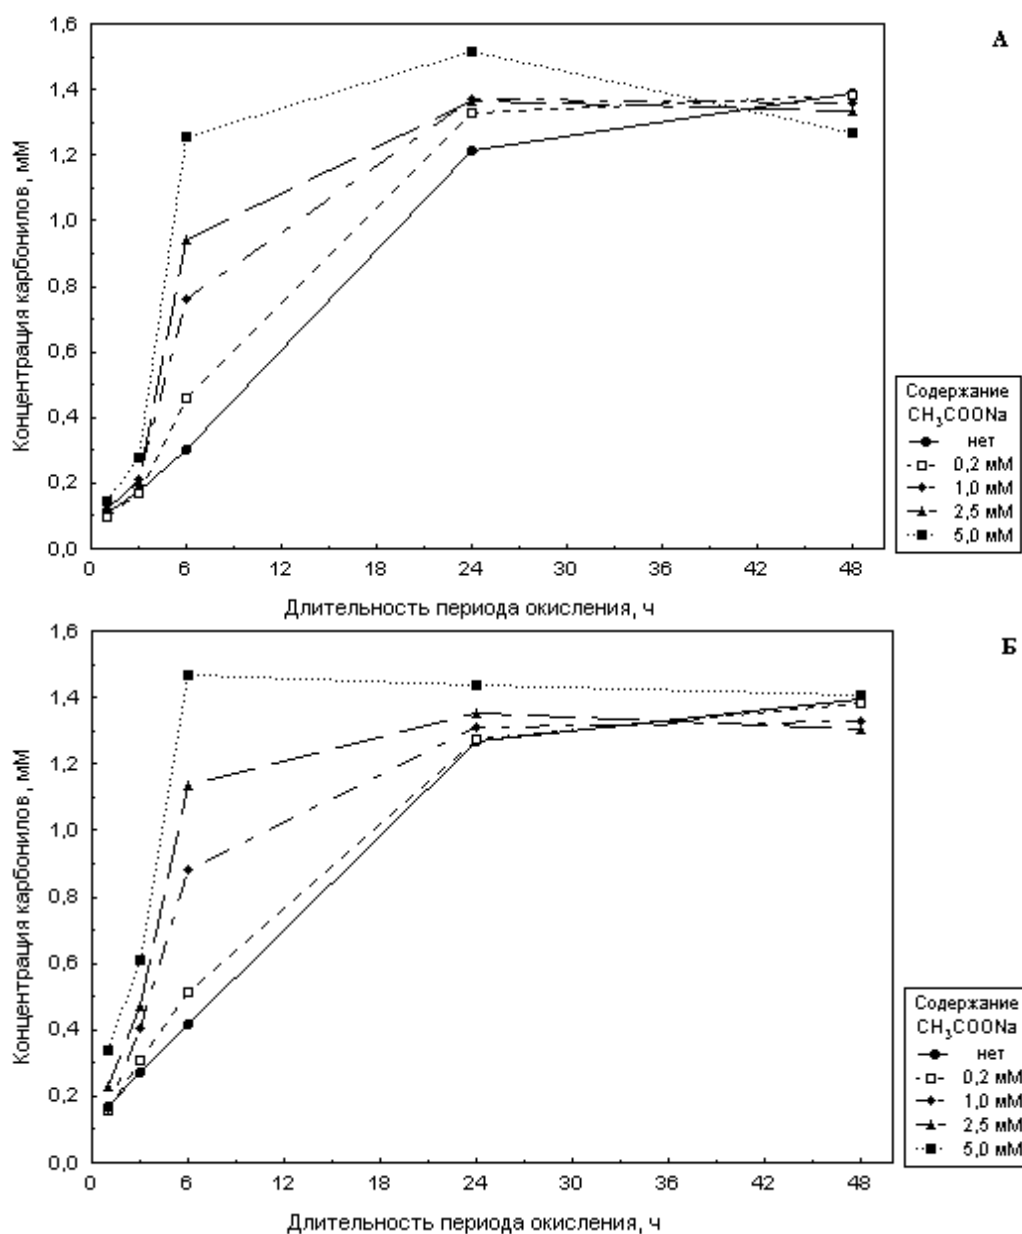 А
1,6
1,4
1,2
1,0
0,8
0,6
0,4
0,2
0,0
Концентрация карбонилов, мМ
0 6 12 18 24 30 36 42 48
Длительность периода окисления, ч
Содержание
CH₃COONa
нет
0,2 мМ
1,0 мМ
2,5 мМ
5,0 мМ
Б
1,6
1,4
1,2
1,0
0,8
0,6
0,4
0,2
0,0
Концентрация карбонилов, мМ
0 6 12 18 24 30 36 42 48
Длительность периода окисления, ч
Содержание
CH₃COONa
нет
0,2 мМ
1,0 мМ
2,5 мМ
5,0 мМ